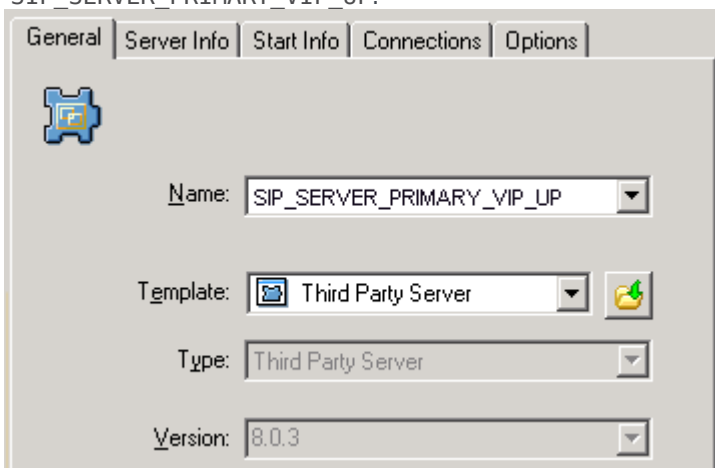 SIP_SERVER_PRIMARY_VIP_UP.
General Server Info Start Info Connections Options
Name: SIP_SERVER_PRIMARY_VIP_UP
Template: Third Party Server
Type: Third Party Server
Version: 8.0.3